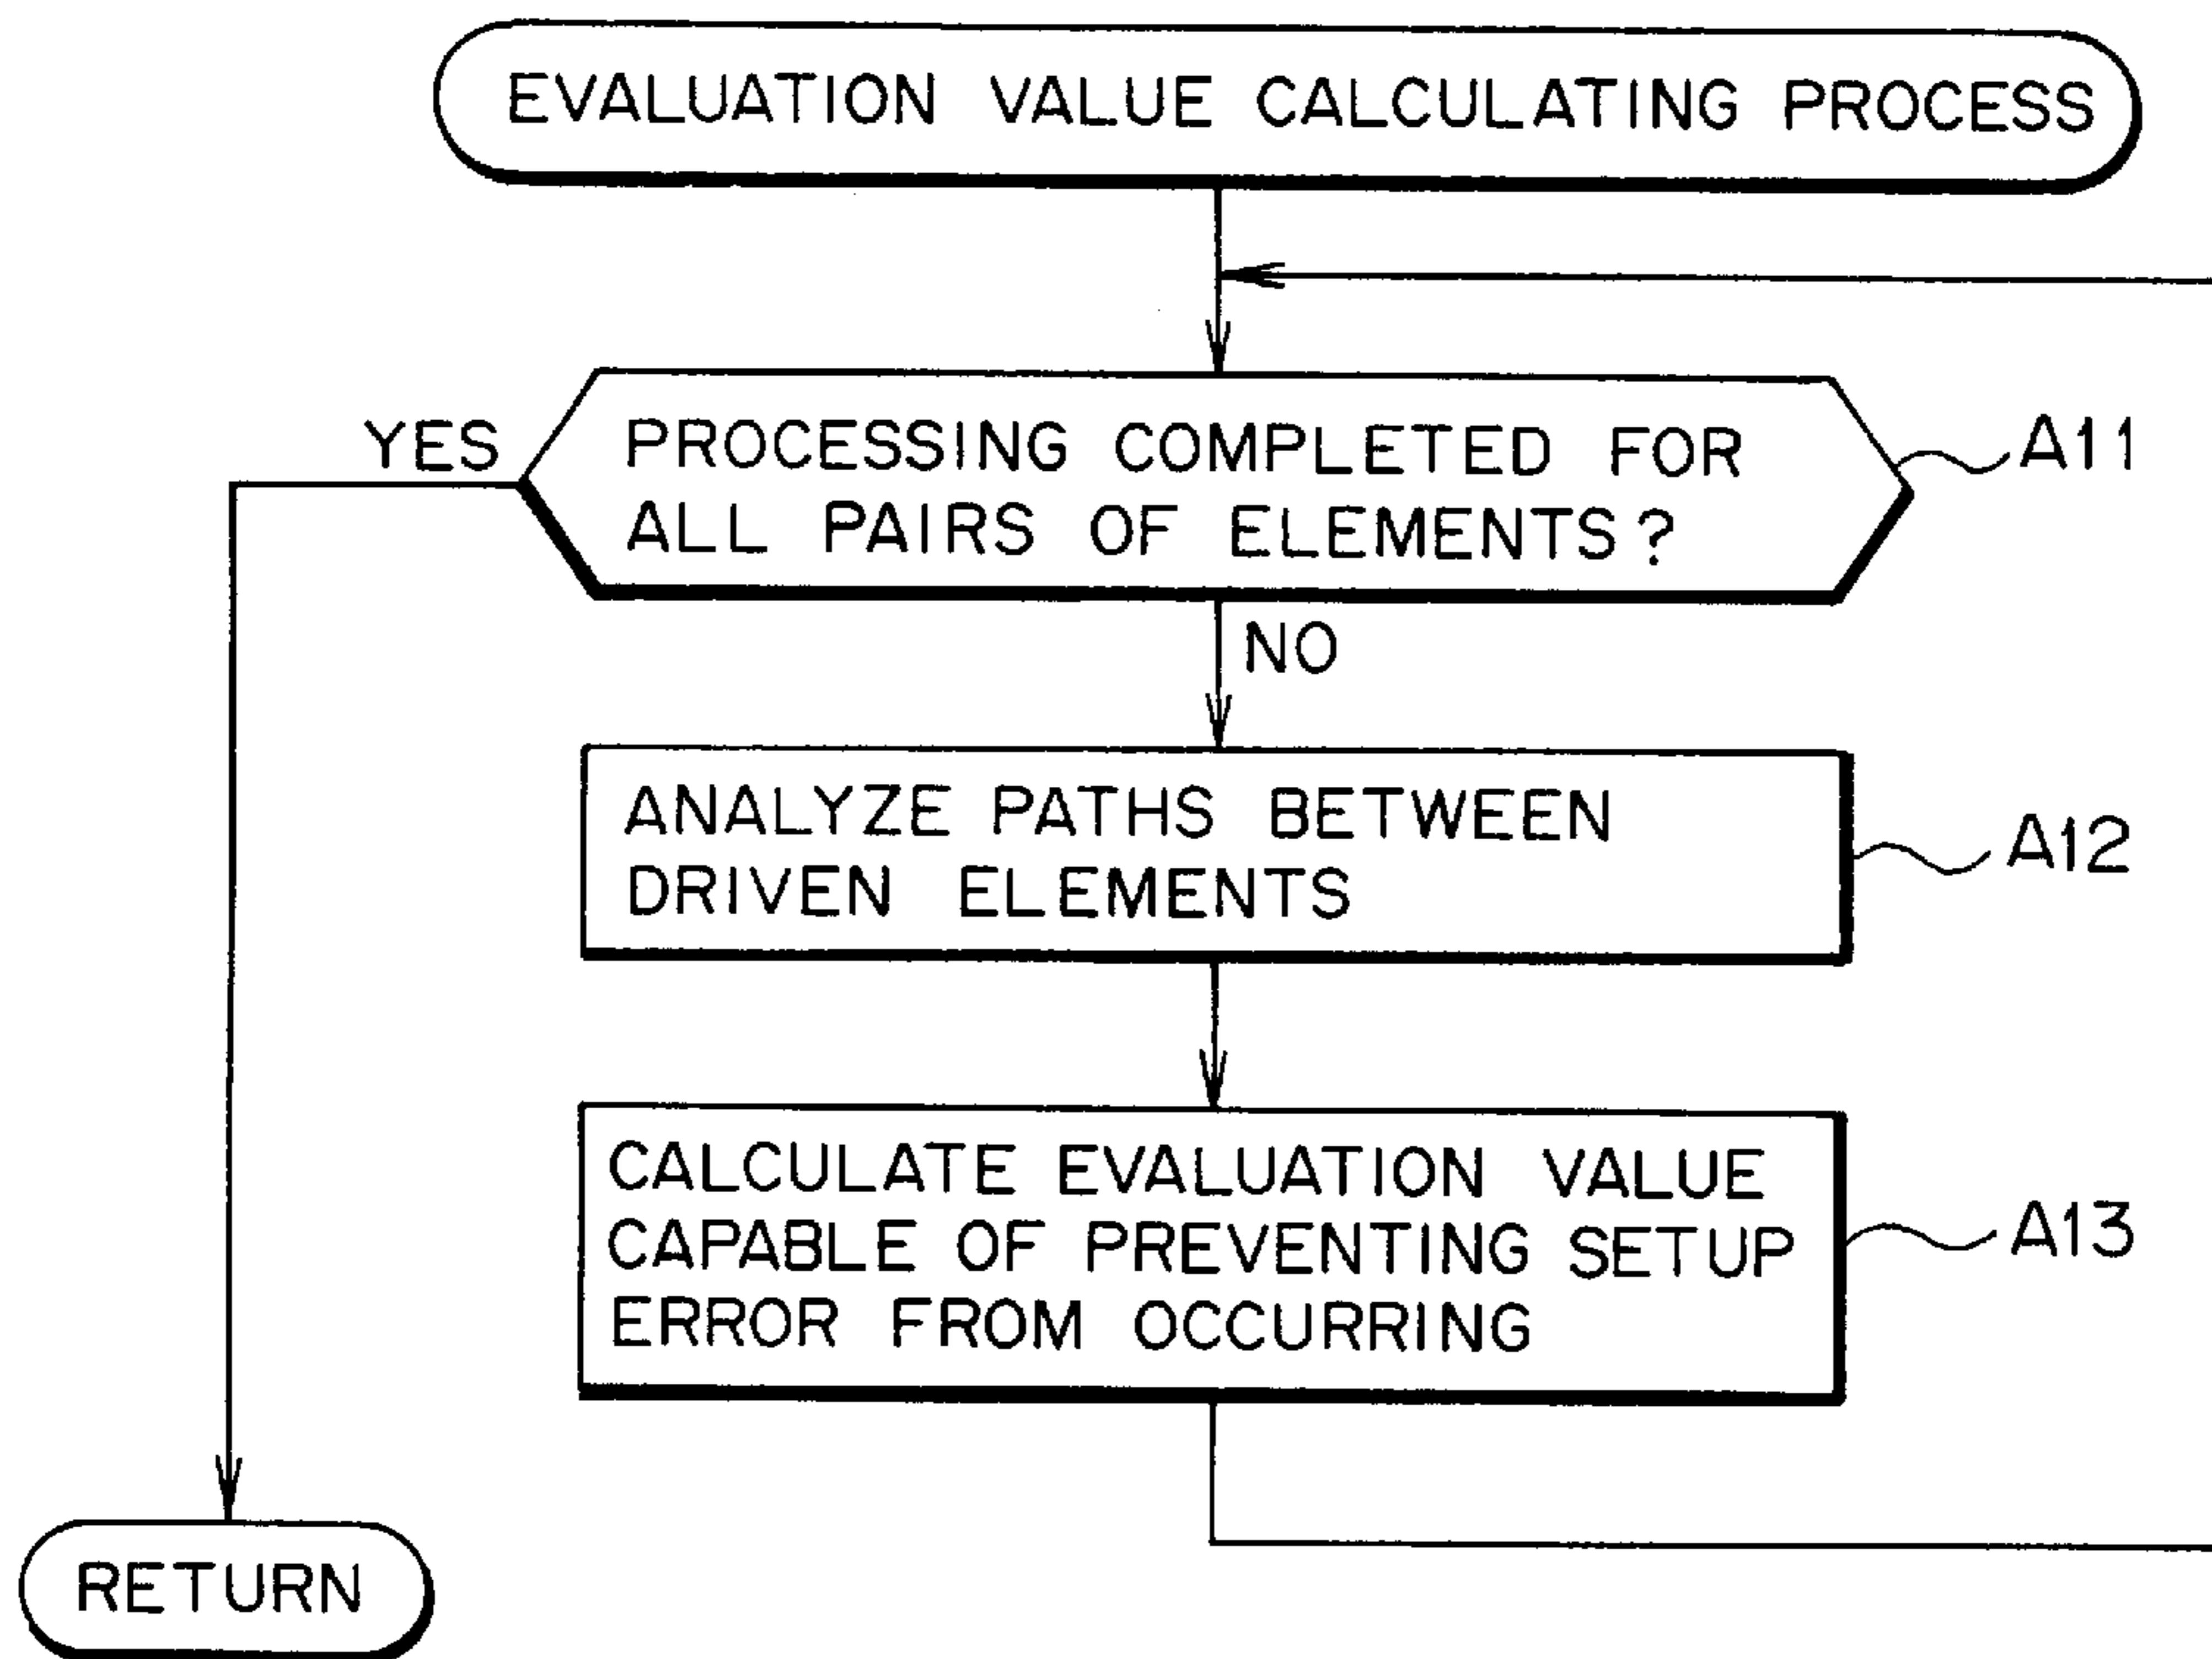 EVALUATION VALUE CALCULATING PROCESS
YES
PROCESSING COMPLETED FOR
ALL PAIRS OF ELEMENTS?
A11
NO
ANALYZE PATHS BETWEEN
DRIVEN ELEMENTS
A12
CALCULATE EVALUATION VALUE
CAPABLE OF PREVENTING SETUP
ERROR FROM OCCURRING
A13
RETURN